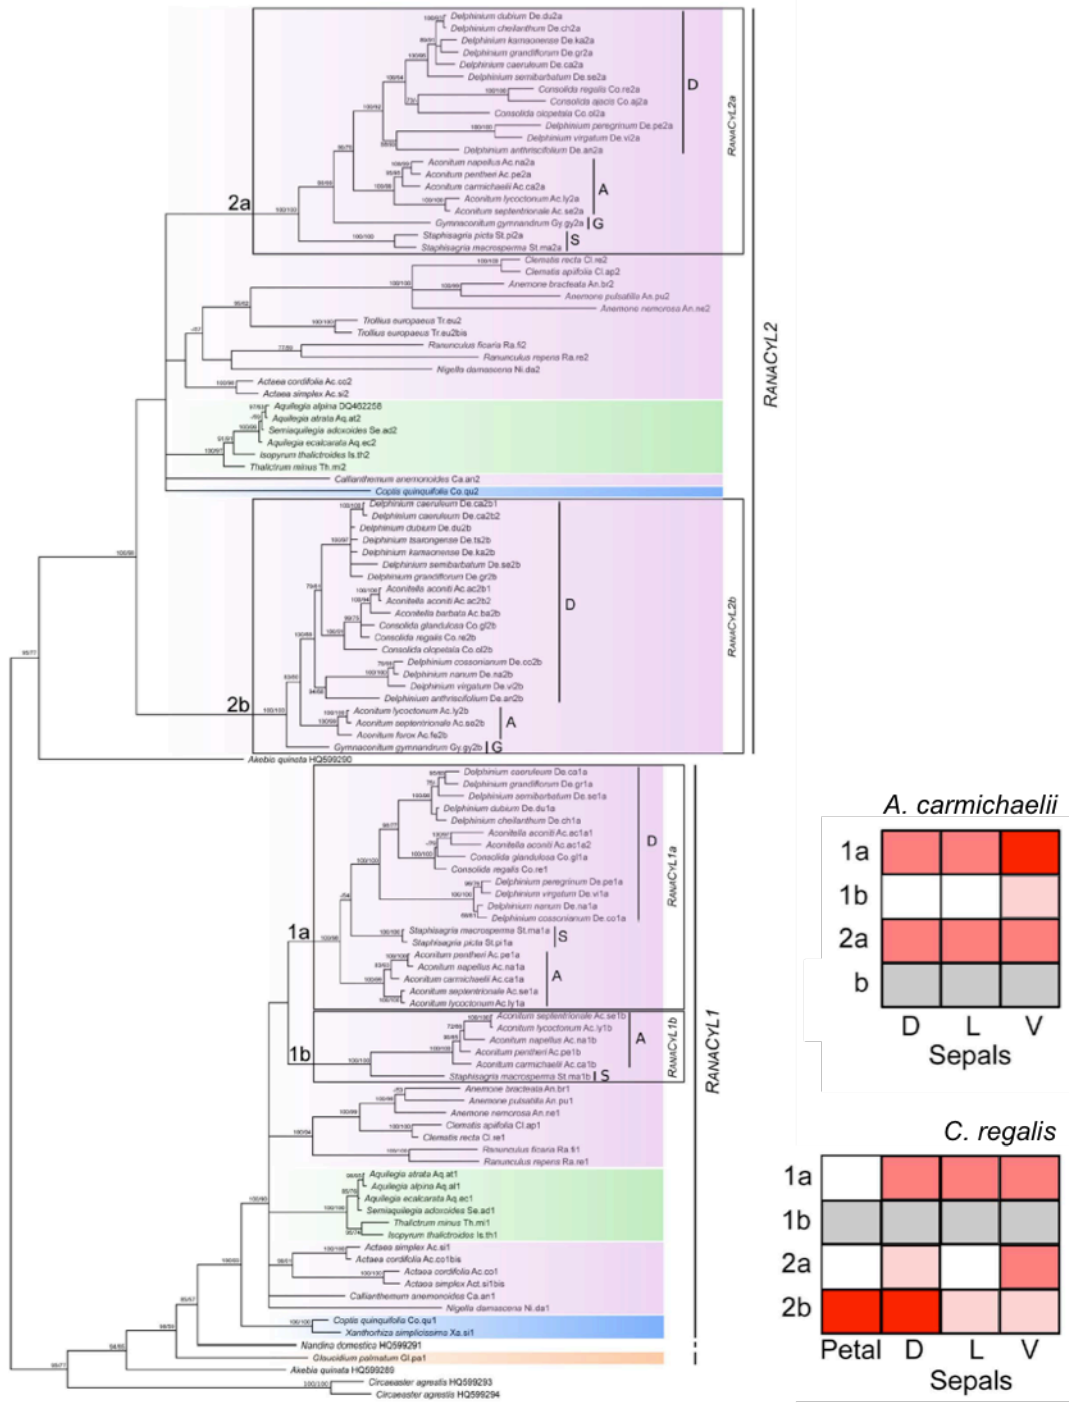 Delphinium dubium De.du2a
Delphinium cheilanthum De.ch2a
Delphinium kamaonense De.ka2a
Delphinium grandiflorum De.gr2a
Delphinium caeruleum De.ca2a
Delphinium semibarbatum De.se2a
Consolida regalis Co.re2a
Consolida ajacis Co.aj2a
Consolida olopetala Co.ol2a
Delphinium peregrinum De.pe2a
Delphinium virgatum De.vi2a
Delphinium anthriscifolium De.an2a
D
Aconitum napellus Ac.na2a
Aconitum pentheri Ac.pe2a
Aconitum carmichaelii Ac.ca2a
Aconitum lycoctonum Ac.ly2a
Aconitum septentrionale Ac.se2a
A
Gymnaconitum gymnandrum Gy.gy2a
G
Staphisagria picta St.pi2a
Staphisagria macrosperma St.ma2a
S
2a
RANACYL2a
Clematis recta Cl.re2
Clematis apiifolia Cl.ap2
Anemone bracteata An.br2
Anemone pulsatilla An.pu2
Anemone nemorosa An.ne2
Trollius europaeus Tr.eu2
Trollius europaeus Tr.eu2bis
Ranunculus ficaria Ra.fi2
Ranunculus repens Ra.re2
Nigella damascena Ni.da2
Actaea cordifolia Ac.co2
Actaea simplex Ac.si2
Aquilegia alpina DQ462258
Aquilegia atrata Aq.at2
Semiaquilegia adoxoides Se.ad2
Aquilegia ecalcarata Aq.ec2
Isopyrum thalictroides Is.th2
Thalictrum minus Th.mi2
Callianthemum anemonoides Ca.an2
Coptis quinquifolia Co.qu2
RANACYL2
Delphinium caeruleum De.ca2b1
Delphinium caeruleum De.ca2b2
Delphinium dubium De.du2b
Delphinium tsarongense De.ts2b
Delphinium kamaonense De.ka2b
Delphinium semibarbatum De.se2b
Delphinium grandiflorum De.gr2b
Aconitella aconiti Ac.ac2b1
Aconitella aconiti Ac.ac2b2
Aconitella barbata Ac.ba2b
Consolida glandulosa Co.gl2b
Consolida regalis Co.re2b
Consolida olopetala Co.ol2b
Delphinium cossonianum De.co2b
Delphinium nanum De.na2b
Delphinium virgatum De.vi2b
Delphinium anthriscifolium De.an2b
D
Aconitum lycoctonum Ac.ly2b
Aconitum septentrionale Ac.se2b
Aconitum ferox Ac.fe2b
A
Gymnaconitum gymnandrum Gy.gy2b
G
2b
RANACYL2b
Akebia quinata HQ599290
Delphinium caeruleum De.ca1a
Delphinium grandiflorum De.gr1a
Delphinium semibarbatum De.se1a
Delphinium dubium De.du1a
Delphinium cheilanthum De.ch1a
Aconitella aconiti Ac.ac1a1
Aconitella aconiti Ac.ac1a2
Consolida glandulosa Co.gl1a
Consolida regalis Co.re1
Delphinium peregrinum De.pe1a
Delphinium virgatum De.vi1a
Delphinium nanum De.na1a
Delphinium cossonianum De.co1a
D
Staphisagria macrosperma St.ma1a
Staphisagria picta St.pi1a
S
Aconitum pentheri Ac.pe1a
Aconitum napellus Ac.na1a
Aconitum carmichaelii Ac.ca1a
Aconitum septentrionale Ac.se1a
Aconitum lycoctonum Ac.ly1a
A
1a
RANACYL1a
Aconitum septentrionale Ac.se1b
Aconitum lycoctonum Ac.ly1b
Aconitum napellus Ac.na1b
Aconitum pentheri Ac.pe1b
Aconitum carmichaelii Ac.ca1b
A
Staphisagria macrosperma St.ma1b
S
1b
RANACYL1b
RANACYL1
Anemone bracteata An.br1
Anemone pulsatilla An.pu1
Anemone nemorosa An.ne1
Clematis apiifolia Cl.ap1
Clematis recta Cl.re1
Ranunculus ficaria Ra.fi1
Ranunculus repens Ra.re1
Aquilegia atrata Aq.at1
Aquilegia alpina Aq.al1
Aquilegia ecalcarata Aq.ec1
Semiaquilegia adoxoides Se.ad1
Thalictrum minus Th.mi1
Isopyrum thalictroides Is.th1
Actaea simplex Ac.si1
Actaea cordifolia Ac.co1bis
Actaea cordifolia Ac.co1
Actaea simplex Act.si1bis
Callianthemum anemonoides Ca.an1
Nigella damascena Ni.da1
Coptis quinquifolia Co.qu1
Xanthorhiza simplicissima Xa.si1
Nandina domestica HQ599291
Glaucidium palmatum Gl.pa1
Akebia quinata HQ599289
Circaeaster agrestis HQ599293
Circaeaster agrestis HQ599294
A. carmichaelii
1a
1b
2a
b
D L V
Sepals
C. regalis
1a
1b
2a
2b
Petal D L V
Sepals